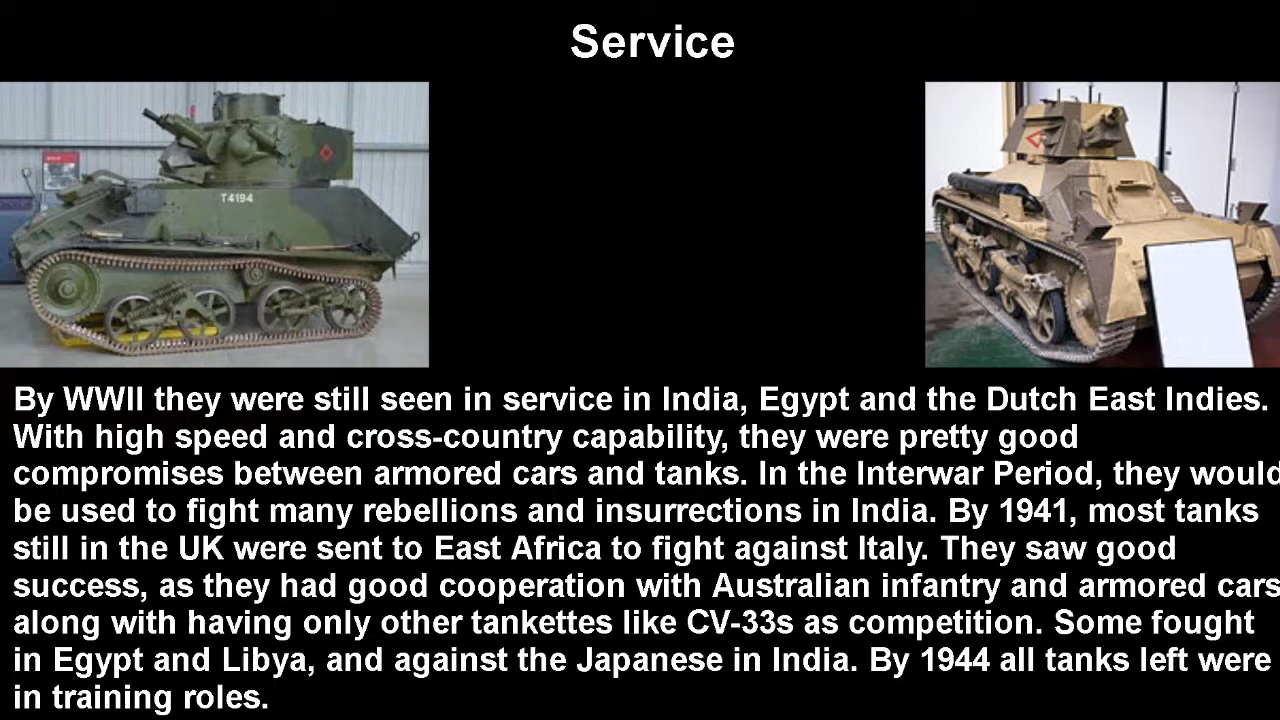 Service
T4194
By WWII they were still seen in service in India, Egypt and the Dutch East Indies.
With high speed and cross-country capability, they were pretty good
compromises between armored cars and tanks. In the Interwar Period, they would
be used to fight many rebellions and insurrections in India. By 1941, most tanks
still in the UK were sent to East Africa to fight against Italy. They saw good
success, as they had good cooperation with Australian infantry and armored cars
along with having only other tankettes like CV-33s as competition. Some fought
in Egypt and Libya, and against the Japanese in India. By 1944 all tanks left were
in training roles.